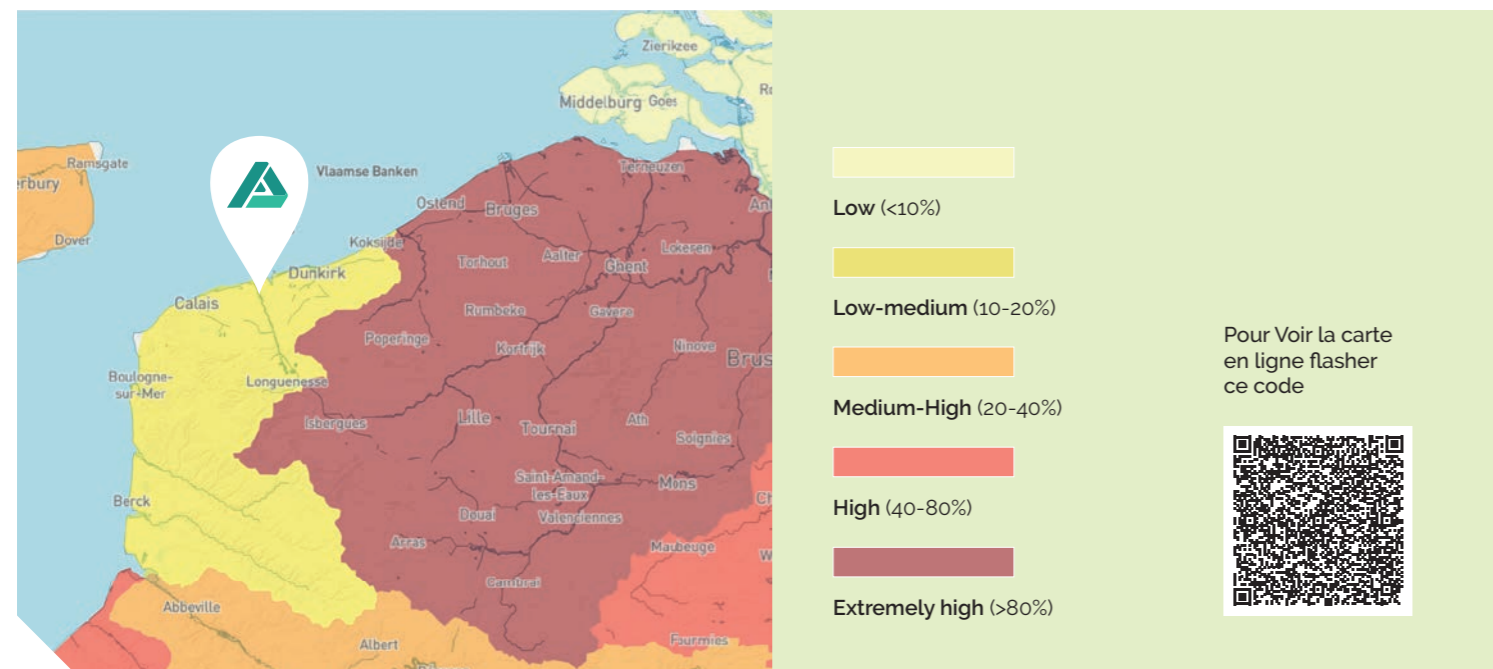 Zierikzee
Middelburg Goes
Ramsgate
erbury
Vlaamse Banken
Terneuzen
Ostend
Bruges
Dover
Koksijde
Dunkirk
Torhout
Aalter
Lokeren
Ghent
Calais
Rumbeke
Gavere
Poperinge
Kortrijk
Ninove
Brus
Boulogne-
sur-Mer
Longuenesse
Isbergues
Lille
Tournai
Ath
Soignies
Berck
Saint-Amand-
les-Eaux
Mons
Douai
Valenciennes
Arras
Maubeuge
Cambrai
Abbeville
Albert
Fourmies
Low (<10%)
Low-medium (10-20%)
Medium-High (20-40%)
High (40-80%)
Extremely high (>80%)
Pour Voir la carte
en ligne flasher
ce code